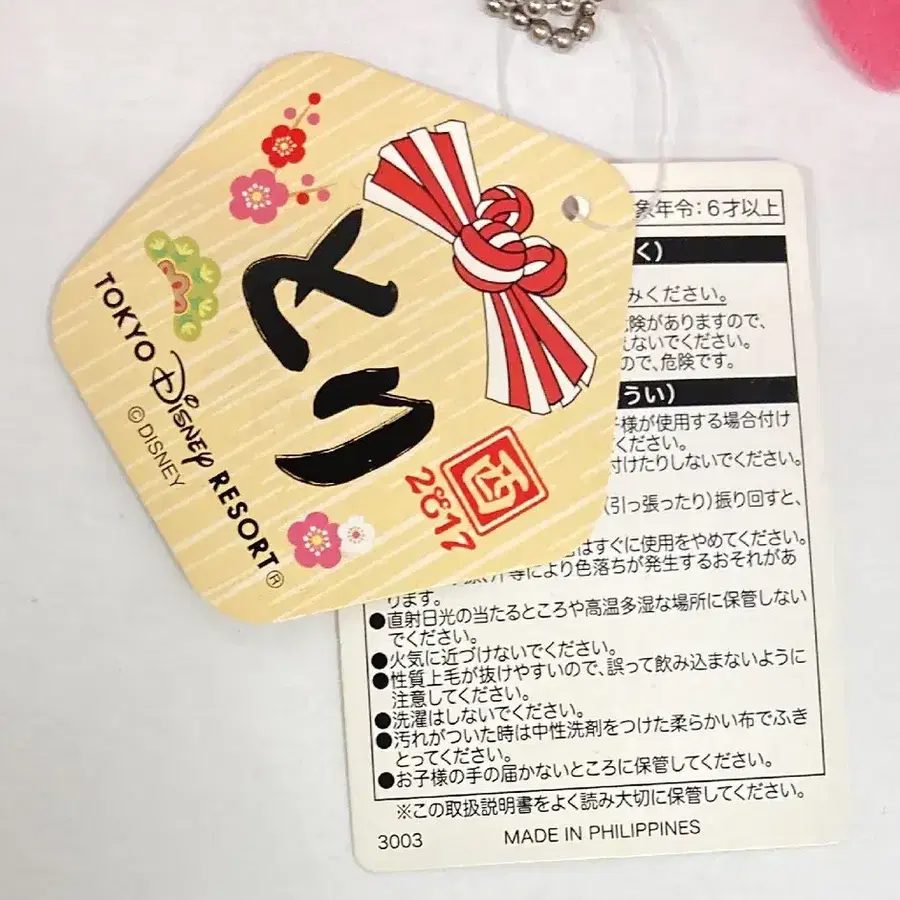 とり
酉
2017
TOKYO DISNEY RESORT®
© DISNEY
象年令：6才以上
く）
みください。
険がありますので、
えないでください。
ので、危険です。
うい）
子様が使用する場合付け
ください。
付けたりしないでください。
（引っ張ったり）振り回すと、
はすぐに使用をやめてください。
等により色落ちが発生するおそれがあ
ります。
●直射日光の当たるところや高温多湿な場所に保管しない
でください。
●火気に近づけないでください。
●性質上毛が抜けやすいので、誤って飲み込まないように
注意してください。
●洗濯はしないでください。
●汚れがついた時は中性洗剤をつけた柔らかい布でふき
とってください。
●お子様の手の届かないところに保管してください。
※この取扱説明書をよく読み大切に保管してください。
3003 MADE IN PHILIPPINES